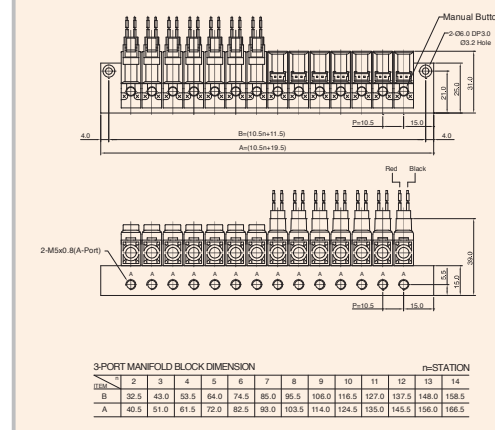 Manual Butto
2-Ø6.0 DP3.0
Ø3.2 Hole
21.0
25.0
31.0
P=10.5
15.0
4.0
B=(10.5n+11.5)
4.0
A=(10.5n+19.5)
Red Black
2-M5x0.8(A-Port)
A A A A A A A A A A A A A A
5.5
15.0
39.0
P=10.5
15.0
3-PORT MANIFOLD BLOCK DIMENSION n=STATION
ITEM n 2 3 4 5 6 7 8 9 10 11 12 13 14
B 32.5 43.0 53.5 64.0 74.5 85.0 95.5 106.0 116.5 127.0 137.5 148.0 158.5
A 40.5 51.0 61.5 72.0 82.5 93.0 103.5 114.0 124.5 135.0 145.5 156.0 166.5